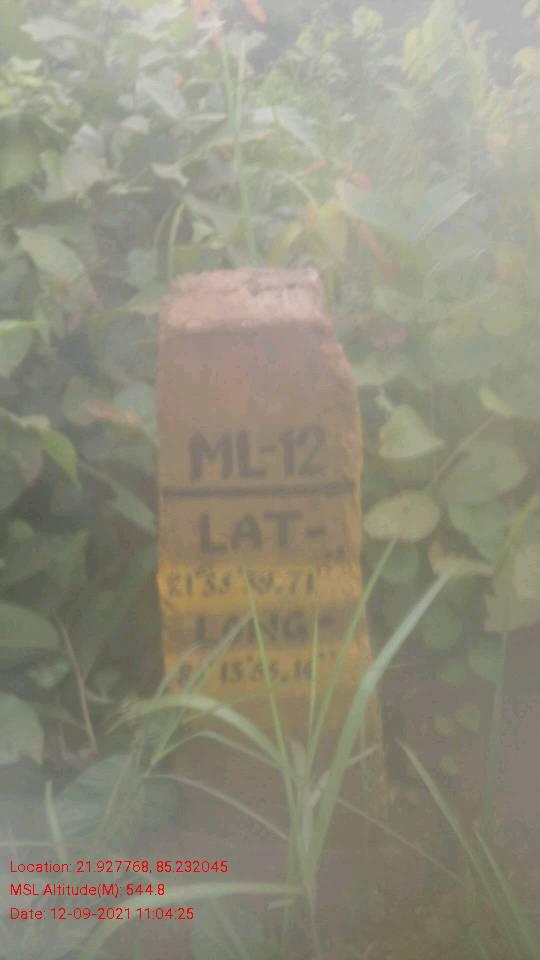 ML-12
LAT-
LANG-
Location: 21.927768, 85.232045
MSL Altitude(M): 544.8
Date: 12-09-2021 11:04:25